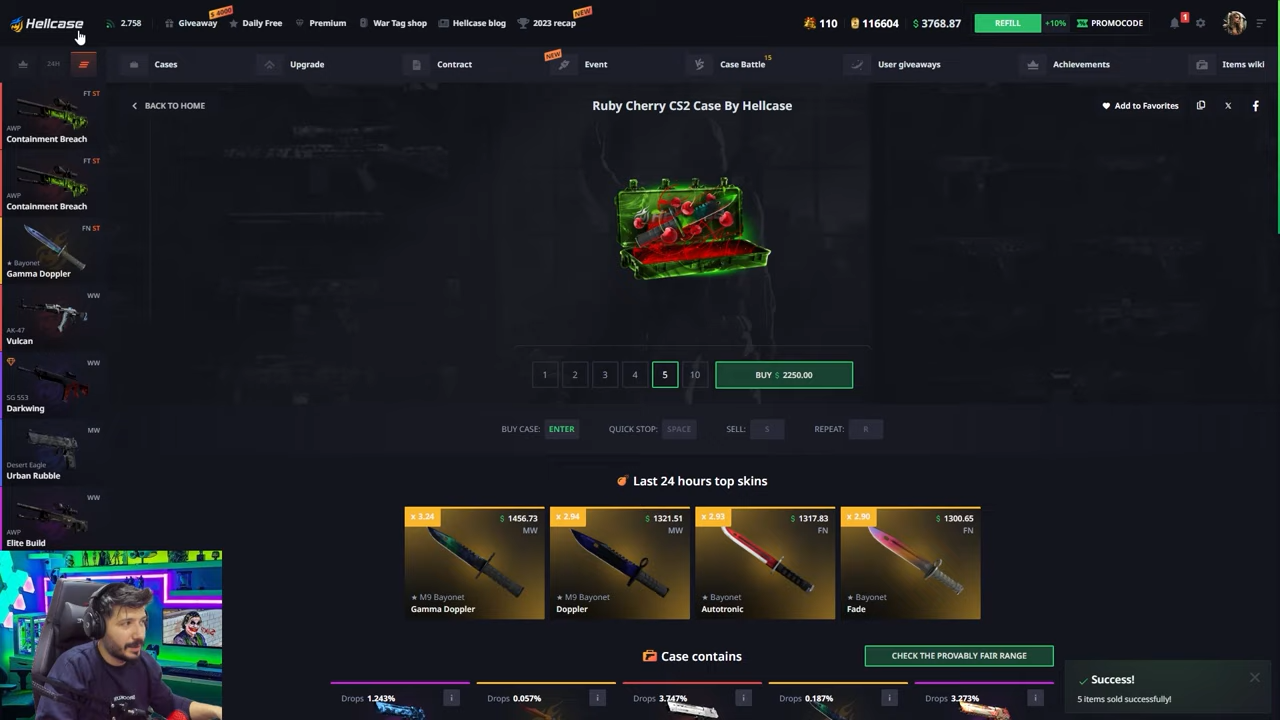 Hellcase
2.758
Giveaway
$ 4000
Daily Free
Premium
War Tag shop
Hellcase blog
2023 recap
NEW
110
116604
$ 3768.87
REFILL
+10%
PROMOCODE
1
24H
Cases
Upgrade
Contract
NEW
Event
Case Battle
15
User giveaways
Achievements
Items wiki
BACK TO HOME
Ruby Cherry CS2 Case By Hellcase
Add to Favorites
FT ST
AWP
Containment Breach
FT ST
AWP
Containment Breach
FN ST
★ Bayonet
Gamma Doppler
WW
AK-47
Vulcan
WW
SG 553
Darkwing
MW
Desert Eagle
Urban Rubble
WW
AWP
Elite Build
1
2
3
4
5
10
BUY $ 2250.00
BUY CASE: ENTER
QUICK STOP: SPACE
SELL: S
REPEAT: R
Last 24 hours top skins
x 3.24
$ 1456.73
MW
★ M9 Bayonet
Gamma Doppler
x 2.94
$ 1321.51
MW
★ M9 Bayonet
Doppler
x 2.93
$ 1317.83
FN
★ Bayonet
Autotronic
x 2.90
$ 1300.65
FN
★ Bayonet
Fade
Case contains
CHECK THE PROVABLY FAIR RANGE
Drops 1.243%
Drops 0.057%
Drops 3.747%
Drops 0.187%
Drops 3.273%
Success!
5 items sold successfully!